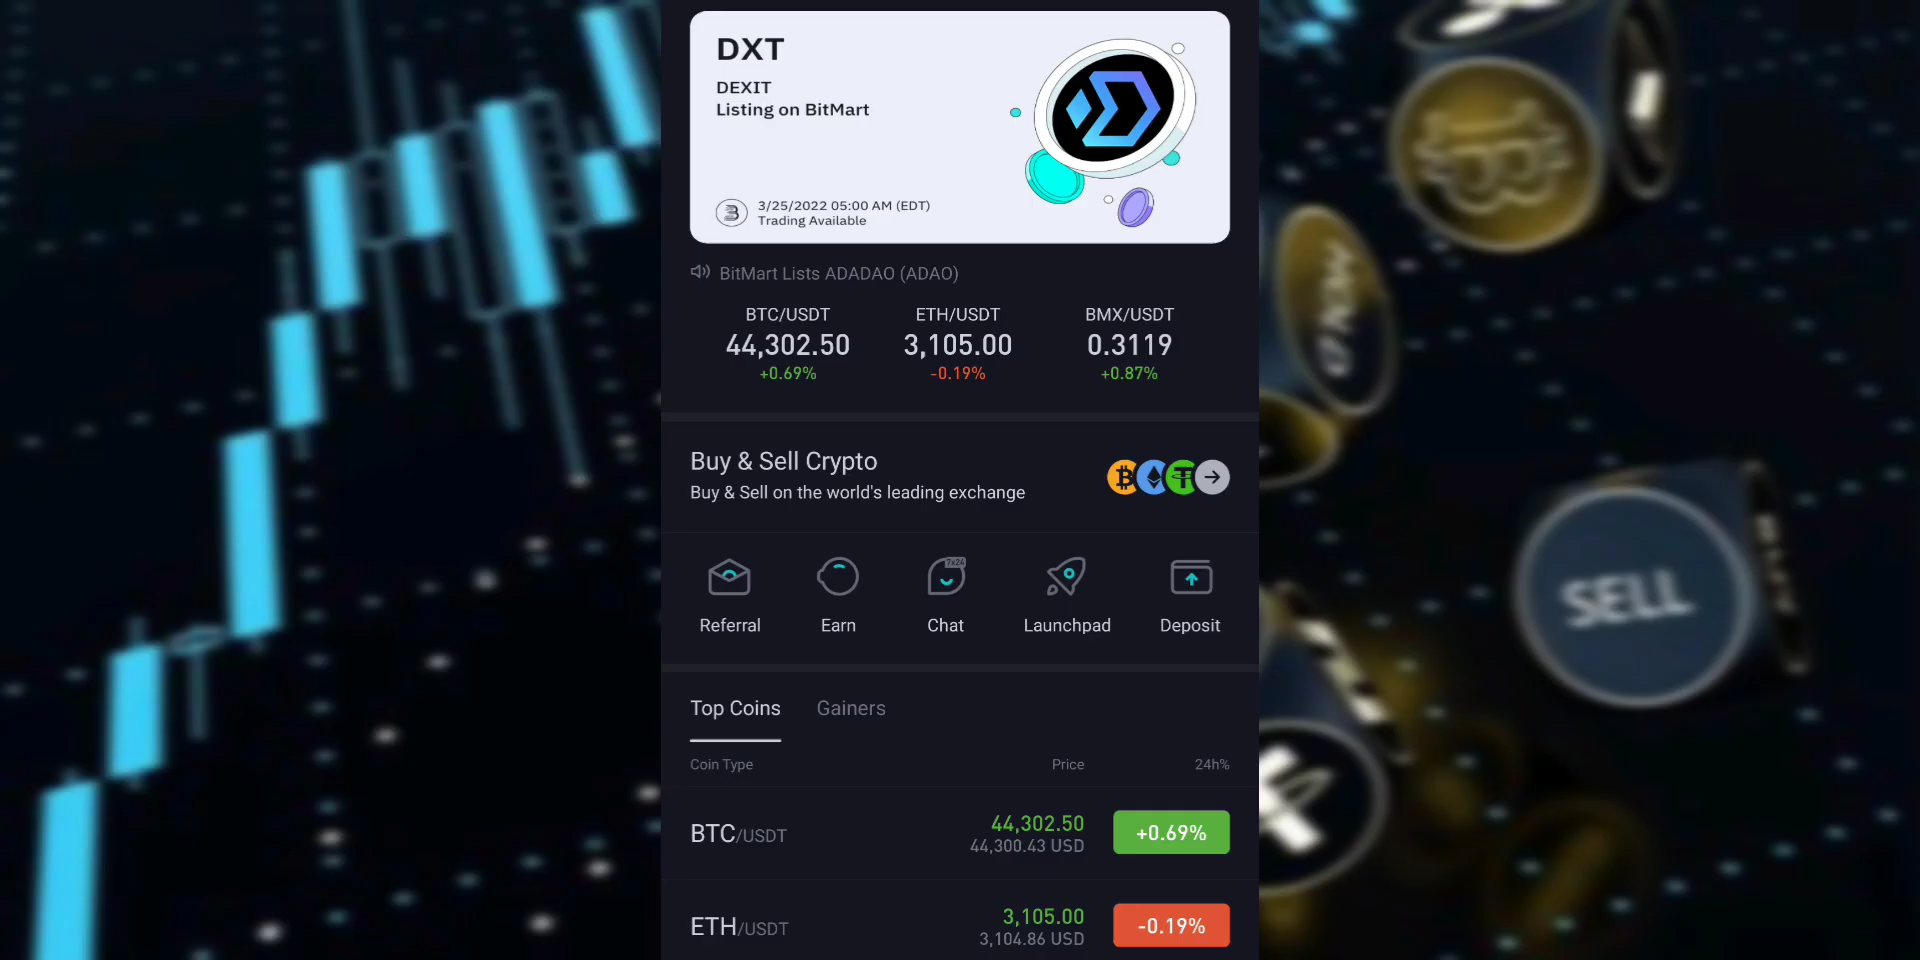 DXT
DEXIT
Listing on BitMart
3/25/2022 05:00 AM (EDT)
Trading Available
BitMart Lists ADADAO (ADAO)
BTC/USDT
44,302.50
+0.69%
ETH/USDT
3,105.00
-0.19%
BMX/USDT
0.3119
+0.87%
Buy & Sell Crypto
Buy & Sell on the world's leading exchange
7x24
Referral
Earn
Chat
Launchpad
Deposit
Top Coins
Gainers
Coin Type
Price
24h%
BTC/USDT
44,302.50
44,300.43 USD
+0.69%
ETH/USDT
3,105.00
3,104.86 USD
-0.19%
SELL